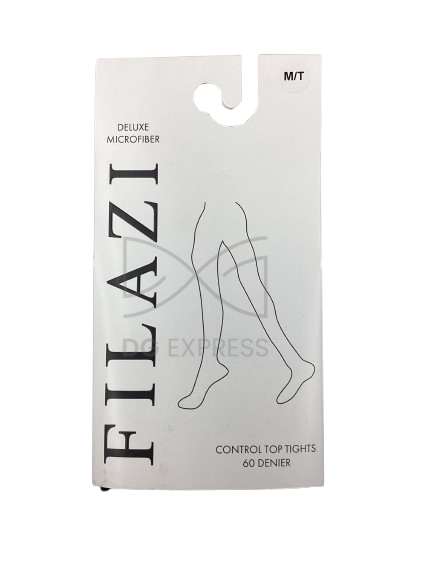 M/T
DELUXE
MICROFIBER
FILAZI
DG EXPRESS
CONTROL TOP TIGHTS
60 DENIER